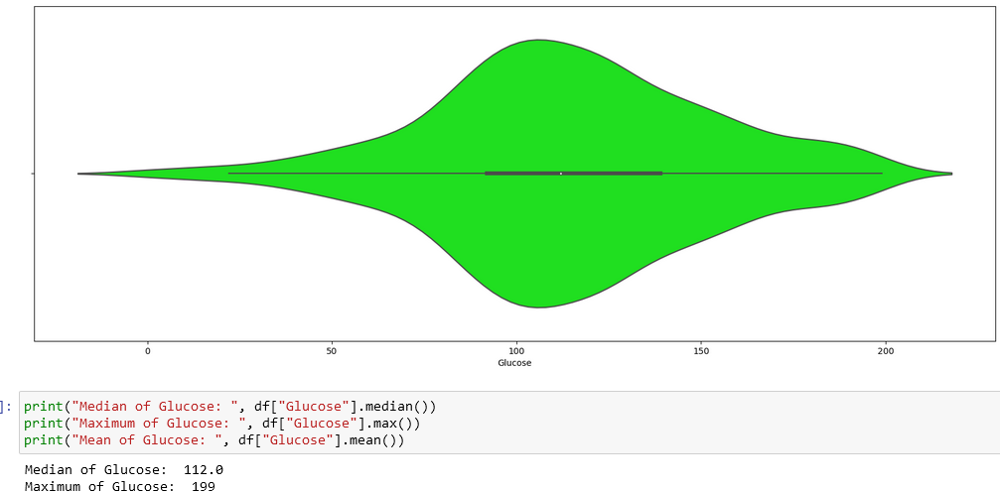 0 50 100 150 200
Glucose
]: print("Median of Glucose: ", df["Glucose"].median())
print("Maximum of Glucose: ", df["Glucose"].max())
print("Mean of Glucose: ", df["Glucose"].mean())
Median of Glucose:  112.0
Maximum of Glucose:  199